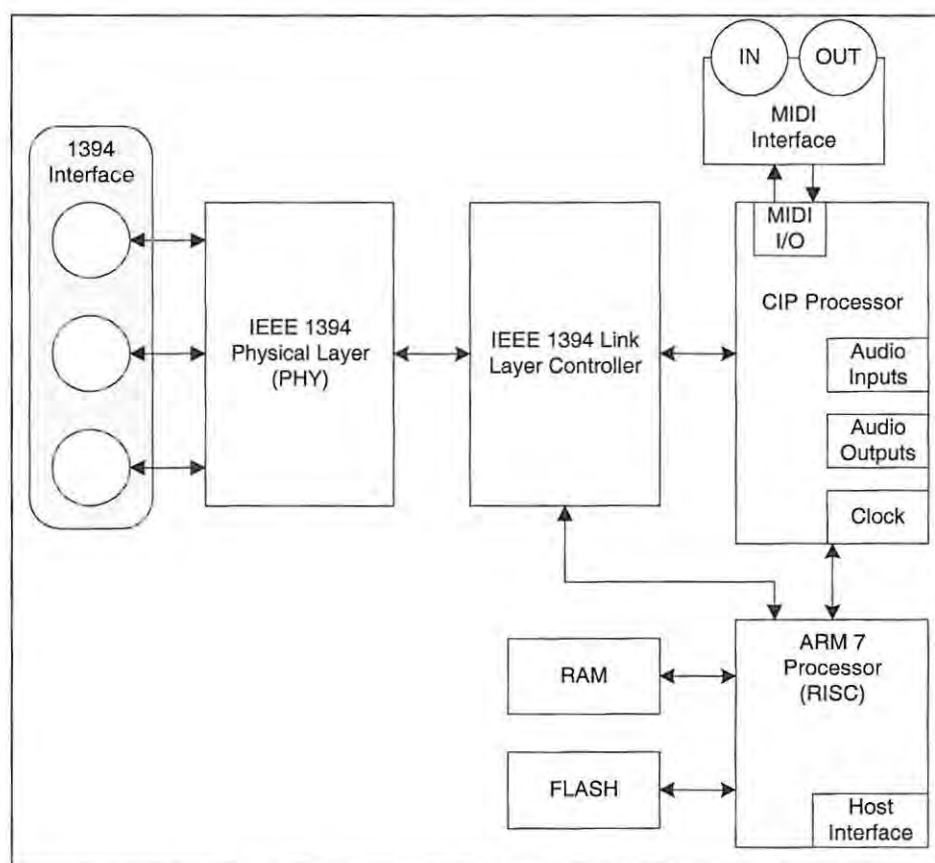 IN
OUT
MIDI
Interface
1394
Interface
MIDI
I/O
IEEE 1394
Physical Layer
(PHY)
IEEE 1394 Link
Layer Controller
CIP Processor
Audio
Inputs
Audio
Outputs
Clock
RAM
FLASH
ARM 7
Processor
(RISC)
Host
Interface